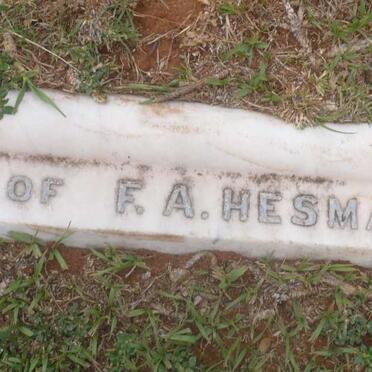 OF F. A. HESMA